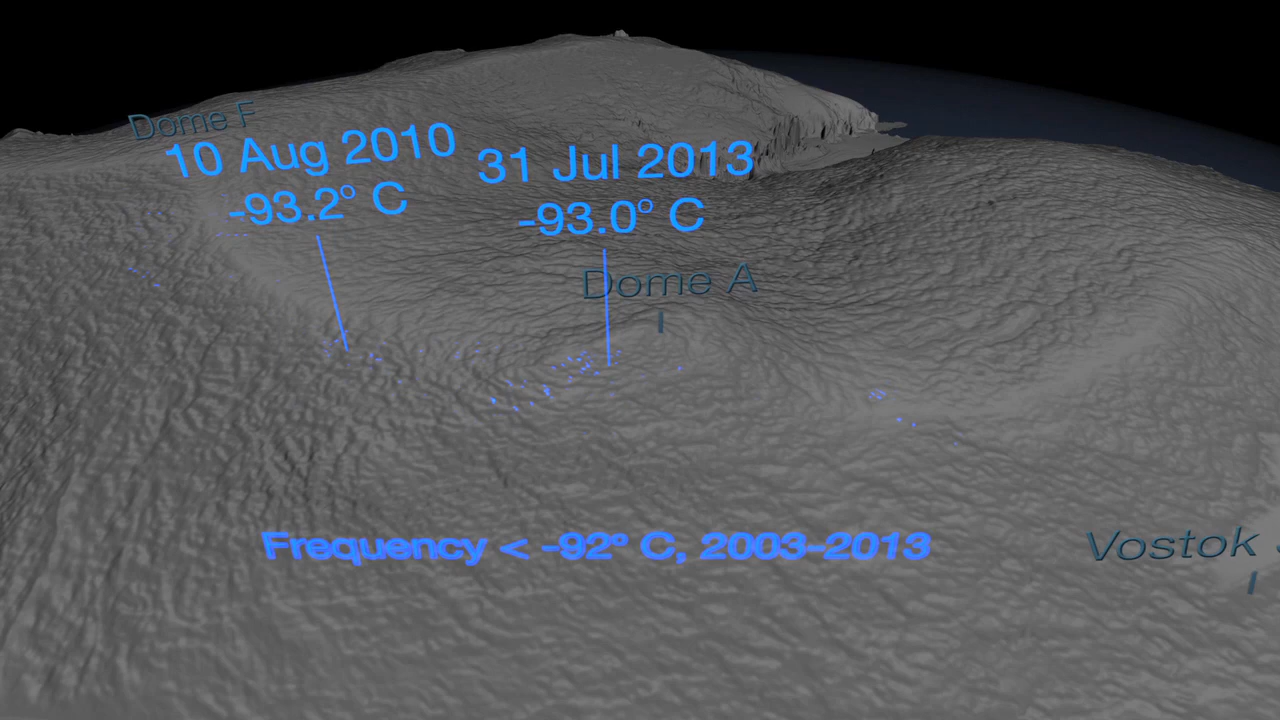 Dome F
10 Aug 2010
-93.2° C
31 Jul 2013
-93.0° C
Dome A
Frequency < -92° C, 2003-2013
Vostok